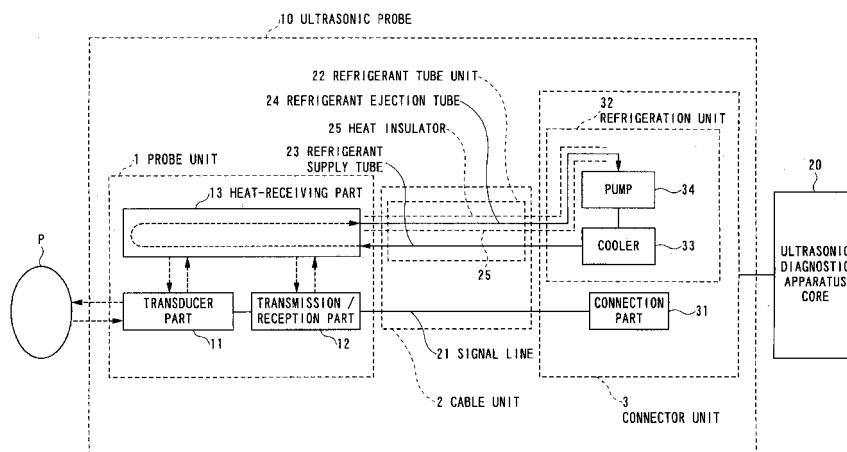 10 ULTRASONIC PROBE
22 REFRIGERANT TUBE UNIT
24 REFRIGERANT EJECTION TUBE
25 HEAT INSULATOR
23 REFRIGERANT
SUPPLY TUBE
32
REFRIGERATION UNIT
1 PROBE UNIT
13 HEAT-RECEIVING PART
PUMP
34
20
P
COOLER
33
25
ULTRASONIC
DIAGNOSTIC
APPARATUS
CORE
TRANSDUCER
PART
TRANSMISSION /
RECEPTION PART
CONNECTION
PART
31
11
12
21 SIGNAL LINE
2 CABLE UNIT
3
CONNECTOR UNIT